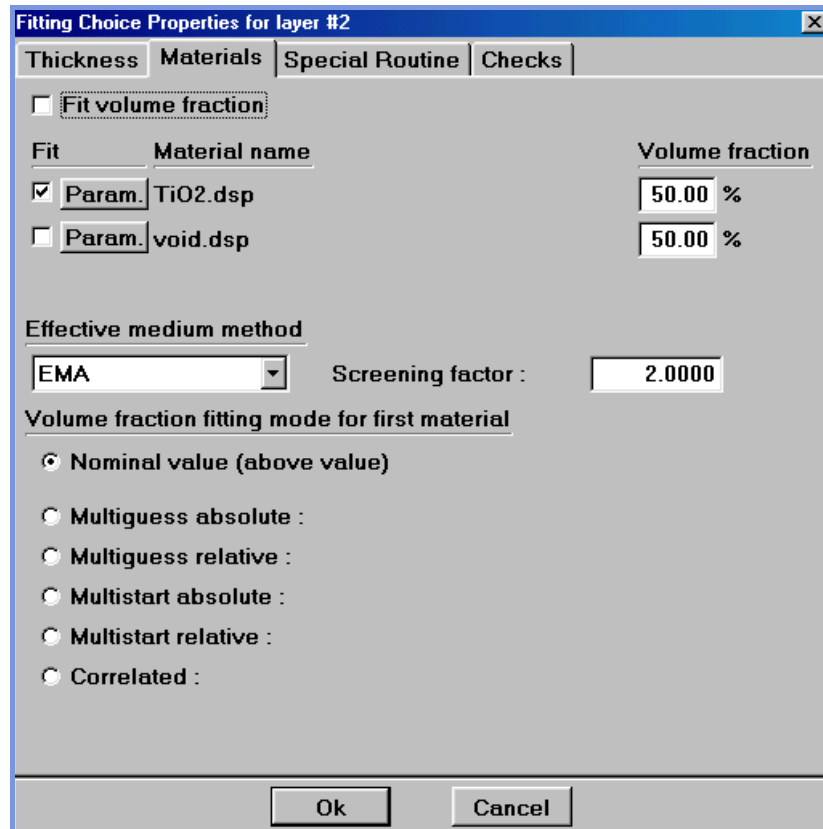 Fitting Choice Properties for layer #2
Thickness Materials Special Routine Checks
Fit volume fraction
Fit Material name Volume fraction
Param. TiO2.dsp 50.00 %
Param. void.dsp 50.00 %
Effective medium method
EMA Screening factor : 2.0000
Volume fraction fitting mode for first material
Nominal value (above value)
Multiguess absolute :
Multiguess relative :
Multistart absolute :
Multistart relative :
Correlated :
Ok Cancel